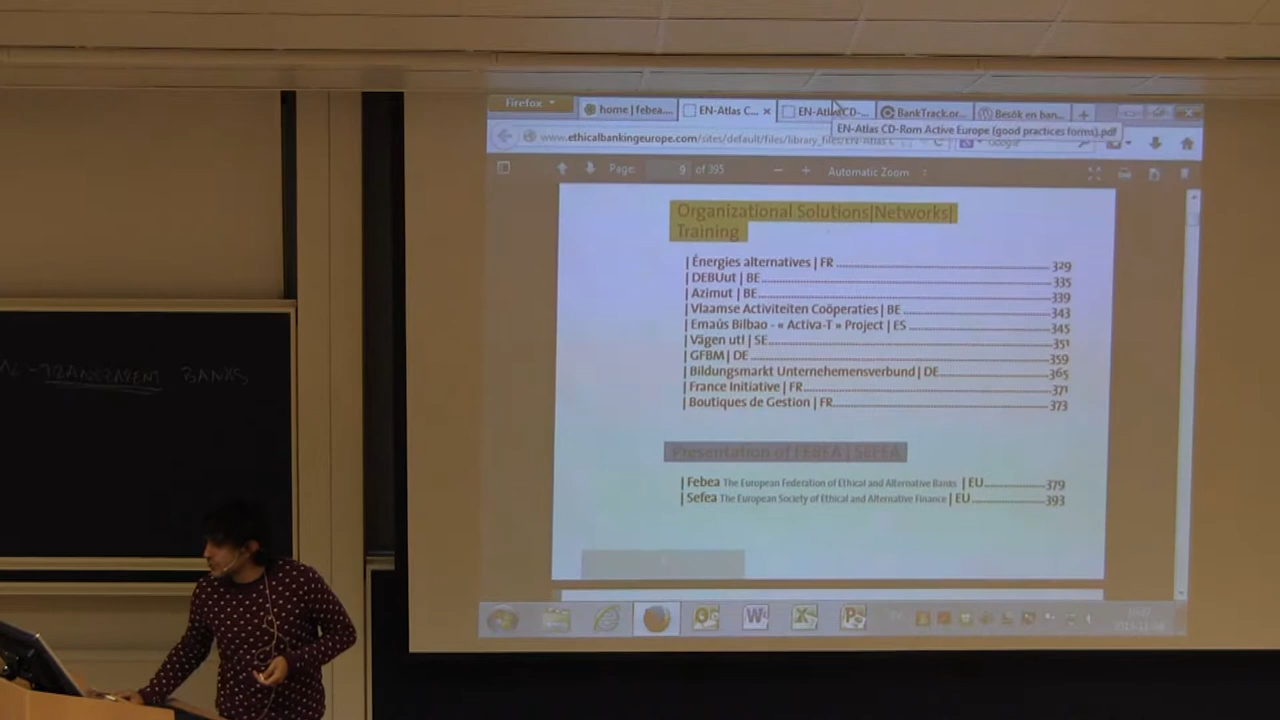 Firefox
home | febea...
EN-Atlas C...
EN-Atlas CD-...
BankTrack.or...
Besök en ban...
EN-Atlas CD-Rom Active Europe (good practices forms).pdf
www.ethicalbankingeurope.com/sites/default/files/library_files/EN-Atlas C
Google
Page: 9 of 395
Automatic Zoom
Organizational Solutions|Networks|
Training
| Énergies alternatives | FR 329
| DEBUut | BE 335
| Azimut | BE 339
| Vlaamse Activiteiten Coöperaties | BE 343
| Emaús Bilbao - « Activa-T » Project | ES 345
| Vägen ut! | SE 351
| GFBM | DE 359
| Bildungsmarkt Unternehemensverbund | DE 365
| France Initiative | FR 371
| Boutiques de Gestion | FR 373
Presentation of FEBEA | SEFEA
| Febea The European Federation of Ethical and Alternative Banks | EU 379
| Sefea The European Society of Ethical and Alternative Finance | EU 393
- TRANSPARENT BANKS